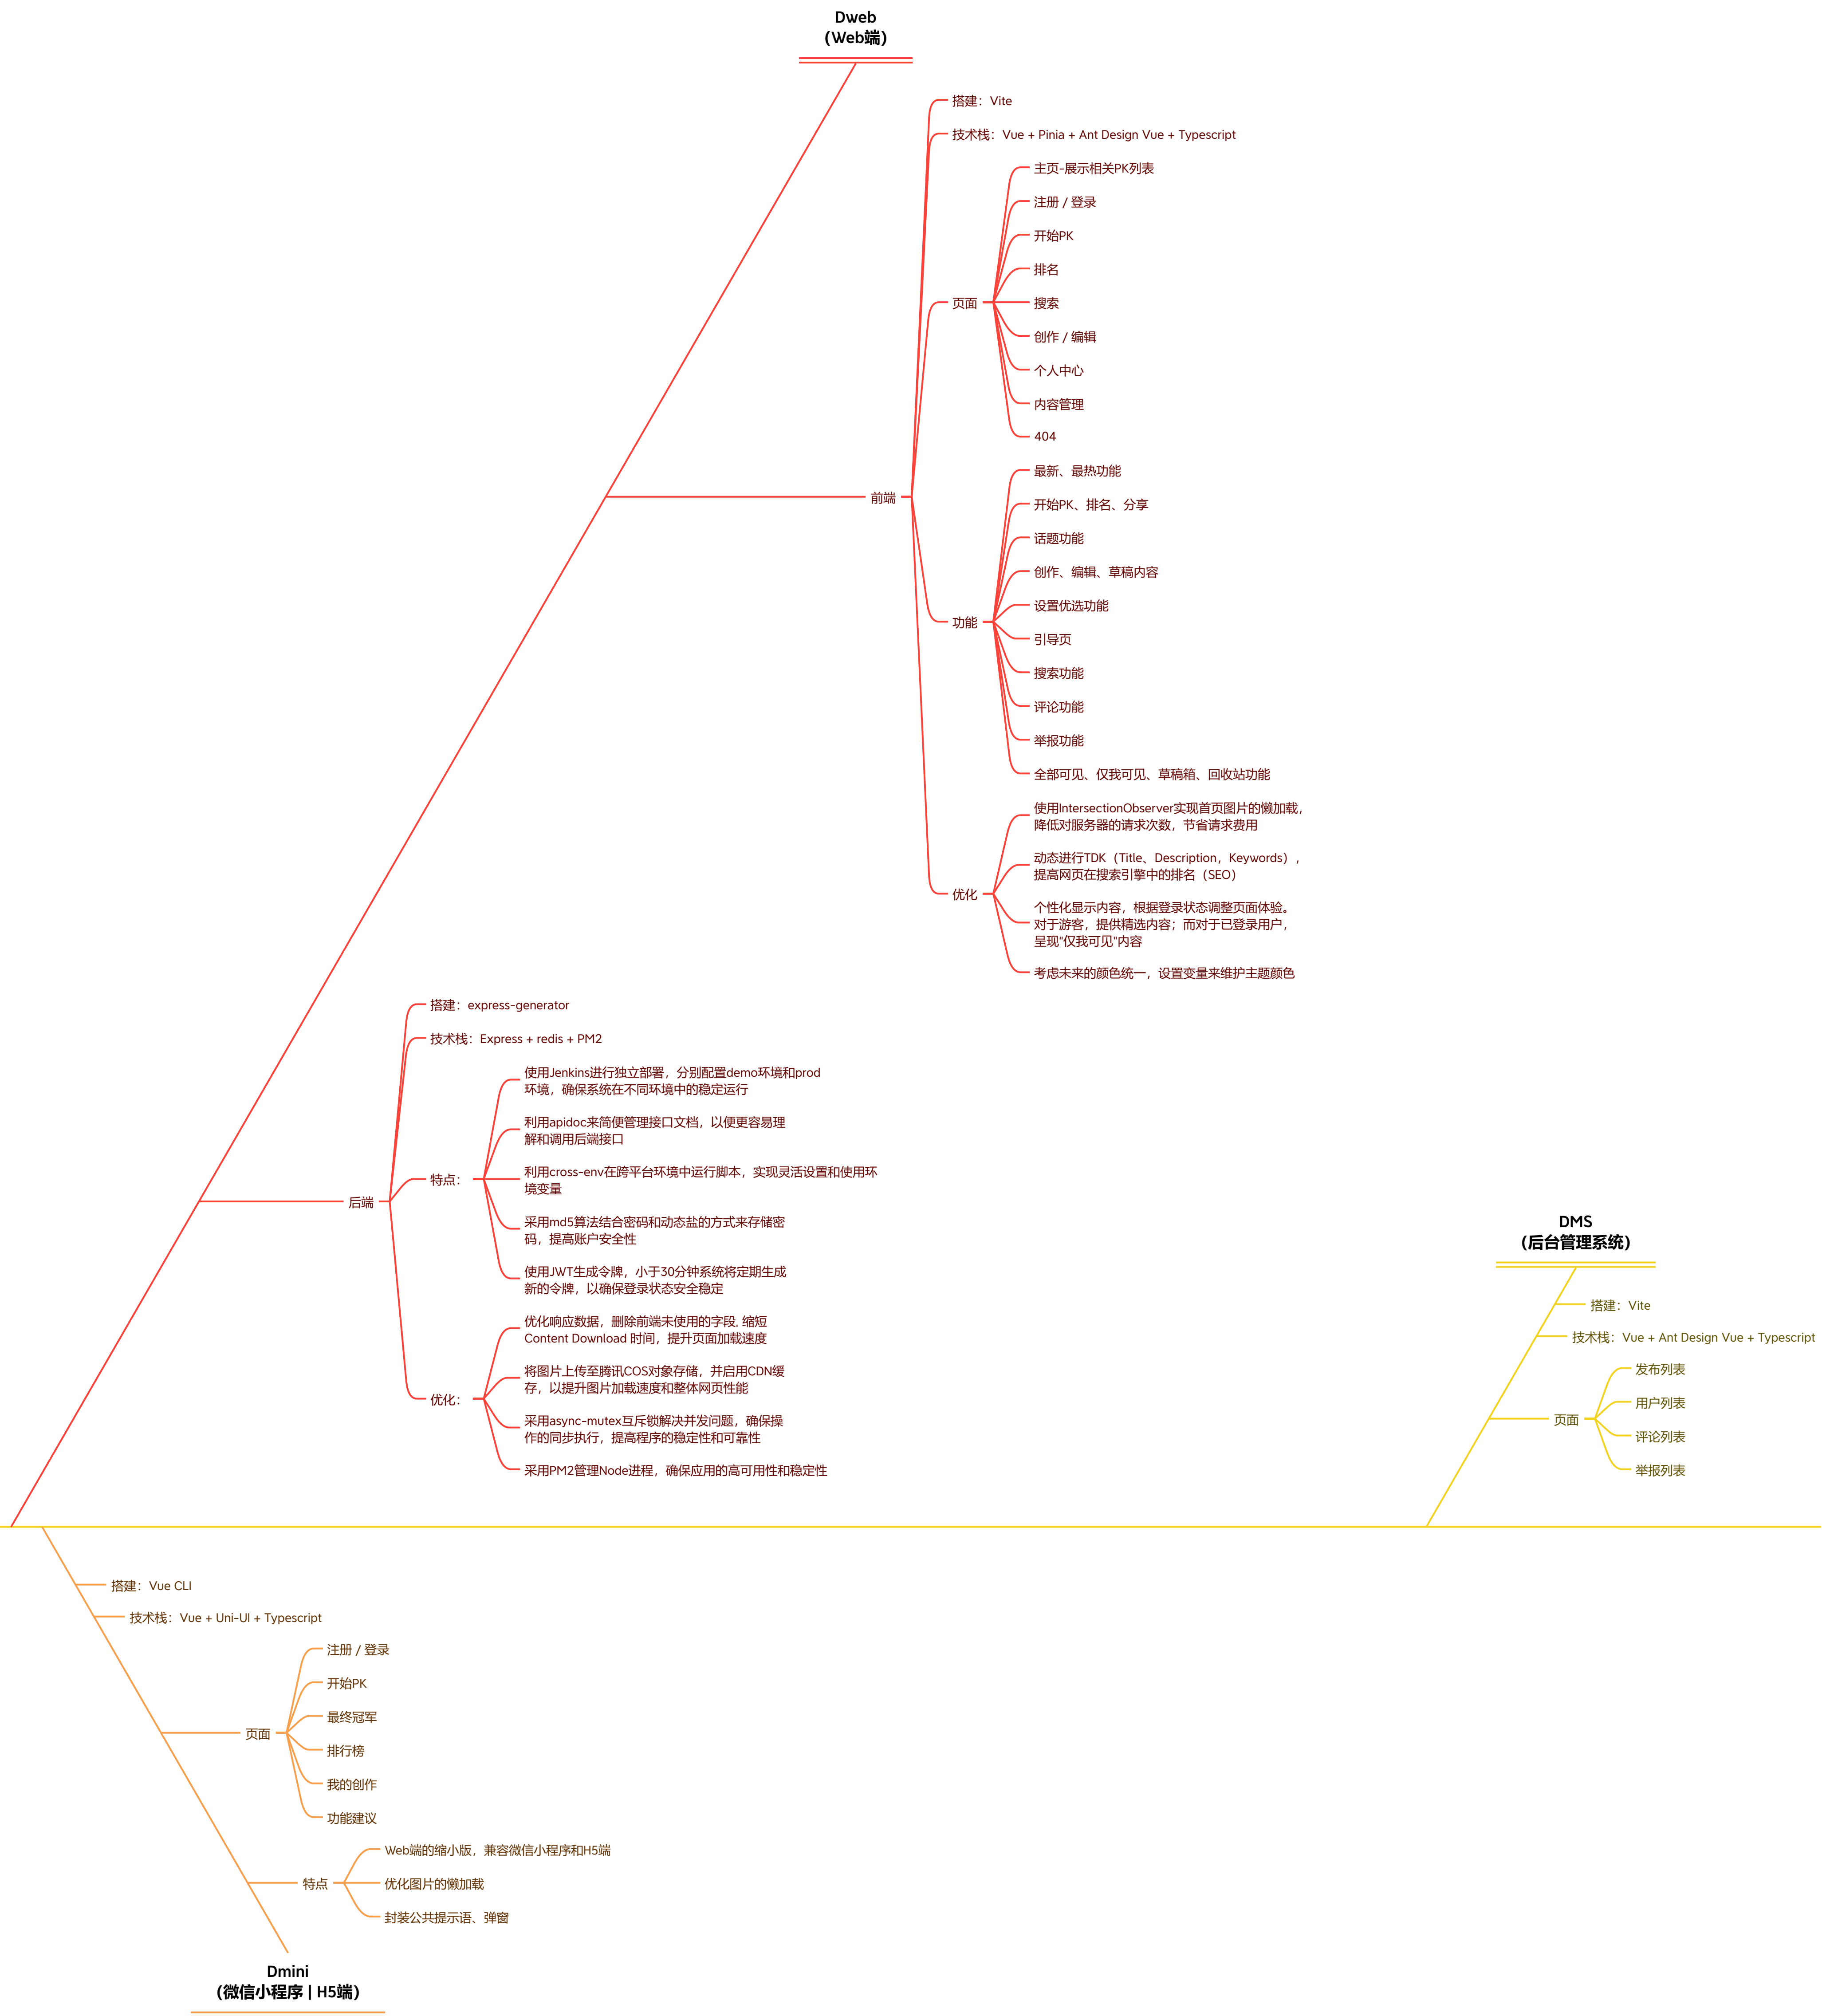 Dweb
(Web端)
搭建：Vite
技术栈：Vue + Pinia + Ant Design Vue + Typescript
主页-展示相关PK列表
注册 / 登录
开始PK
排名
页面
搜索
创作 / 编辑
个人中心
内容管理
404
前端
最新、最热功能
开始PK、排名、分享
话题功能
创作、编辑、草稿内容
设置优选功能
功能
引导页
搜索功能
评论功能
举报功能
全部可见、仅我可见、草稿箱、回收站功能
使用IntersectionObserver实现首页图片的懒加载，
降低对服务器的请求次数，节省请求费用
动态进行TDK（Title、Description，Keywords），
提高网页在搜索引擎中的排名（SEO）
优化
个性化显示内容，根据登录状态调整页面体验。
对于游客，提供精选内容；而对于已登录用户，
呈现“仅我可见”内容
考虑未来的颜色统一，设置变量来维护主题颜色
搭建：express-generator
技术栈：Express + redis + PM2
使用Jenkins进行独立部署，分别配置demo环境和prod
环境，确保系统在不同环境中的稳定运行
利用apidoc来简便管理接口文档，以便更容易理
解和调用后端接口
特点：
利用cross-env在跨平台环境中运行脚本，实现灵活设置和使用环
境变量
后端
采用md5算法结合密码和动态盐的方式来存储密
码，提高账户安全性
使用JWT生成令牌，小于30分钟系统将定期生成
新的令牌，以确保登录状态安全稳定
优化响应数据，删除前端未使用的字段, 缩短
Content Download 时间，提升页面加载速度
将图片上传至腾讯COS对象存储，并启用CDN缓
存，以提升图片加载速度和整体网页性能
优化：
采用async-mutex互斥锁解决并发问题，确保操
作的同步执行，提高程序的稳定性和可靠性
采用PM2管理Node进程，确保应用的高可用性和稳定性
DMS
（后台管理系统）
搭建：Vite
技术栈：Vue + Ant Design Vue + Typescript
发布列表
用户列表
页面
评论列表
举报列表
搭建：Vue CLI
技术栈：Vue + Uni-UI + Typescript
注册 / 登录
开始PK
最终冠军
页面
排行榜
我的创作
功能建议
Web端的缩小版，兼容微信小程序和H5端
特点
优化图片的懒加载
封装公共提示语、弹窗
Dmini
（微信小程序 | H5端）